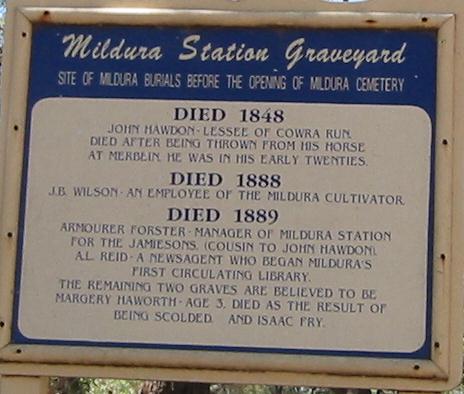 Mildura Station Graveyard
SITE OF MILDURA BURIALS BEFORE THE OPENING OF MILDURA CEMETERY
DIED 1848
JOHN HAWDON - LESSEE OF COWRA RUN.
DIED AFTER BEING THROWN FROM HIS HORSE
AT MERBEIN. HE WAS IN HIS EARLY TWENTIES.
DIED 1888
J.B. WILSON - AN EMPLOYEE OF THE MILDURA CULTIVATOR.
DIED 1889
ARMOURER FORSTER - MANAGER OF MILDURA STATION
FOR THE JAMIESONS. (COUSIN TO JOHN HAWDON).
A.L. REID - A NEWSAGENT WHO BEGAN MILDURA'S
FIRST CIRCULATING LIBRARY.
THE REMAINING TWO GRAVES ARE BELIEVED TO BE
MARGERY HAWORTH - AGE 3. DIED AS THE RESULT OF
BEING SCOLDED. AND ISAAC FRY.